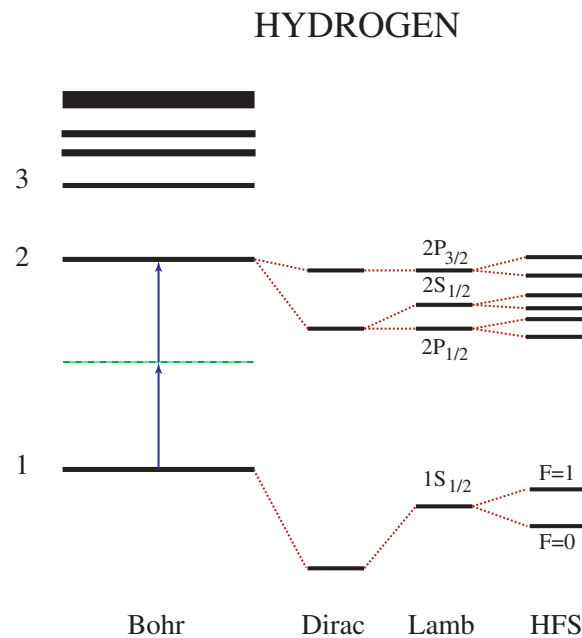 HYDROGEN
3
2
2P3/2
2S1/2
2P1/2
1
1S1/2
F=1
F=0
Bohr Dirac Lamb HFS